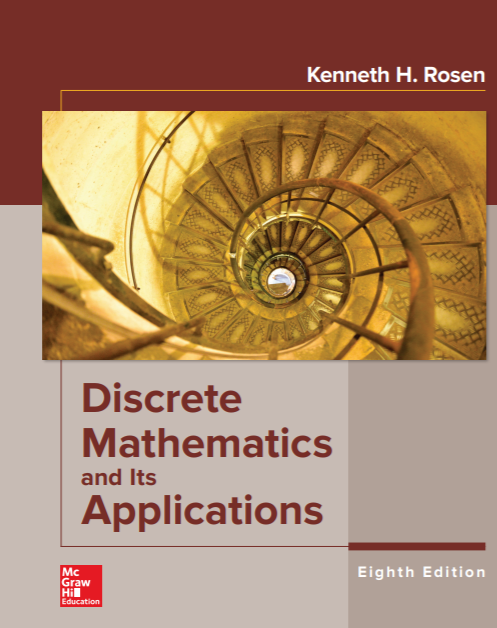 Kenneth H. Rosen
Discrete
Mathematics
and Its
Applications
Eighth Edition
Mc
Graw
Hill
Education